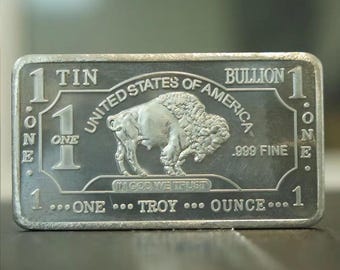 1 TIN BULLION 1
UNITED STATES OF AMERICA
.ONE.
1
ONE
.ONE.
.999 FINE
IN GOD WE TRUST
1 ••• ONE ••• TROY ••• OUNCE ••• 1